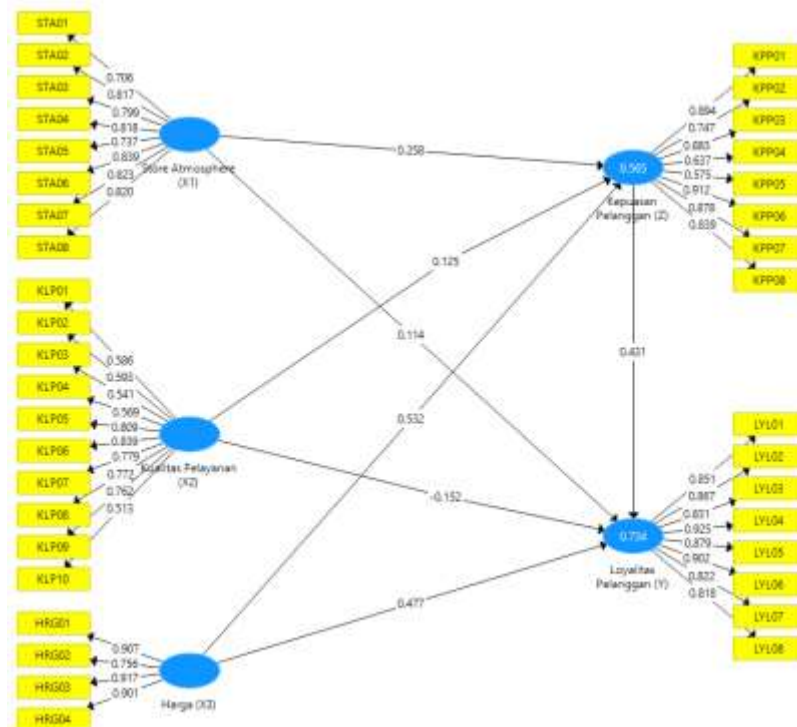 STA01
STA02
STA03
STA04
STA05
STA06
STA07
STA08
0.706
0.817
0.799
0.818
0.737
0.839
0.823
0.820
Store Atmosphere
(X1)
KLP01
KLP02
KLP03
KLP04
KLP05
KLP06
KLP07
KLP08
KLP09
KLP10
0.586
0.593
0.541
0.569
0.809
0.839
0.779
0.772
0.762
0.513
Kualitas Pelayanan
(X2)
HRG01
HRG02
HRG03
HRG04
0.907
0.756
0.917
0.901
Harga (X3)
0.258
0.125
0.114
0.532
-0.152
0.477
0.431
KPP01
KPP02
KPP03
KPP04
KPP05
KPP06
KPP07
KPP08
0.894
0.747
0.883
0.637
0.575
0.912
0.878
0.839
0.565
Kepuasan
Pelanggan (Z)
LYL01
LYL02
LYL03
LYL04
LYL05
LYL06
LYL07
LYL08
0.851
0.887
0.831
0.925
0.879
0.902
0.822
0.818
0.734
Loyalitas
Pelanggan (Y)